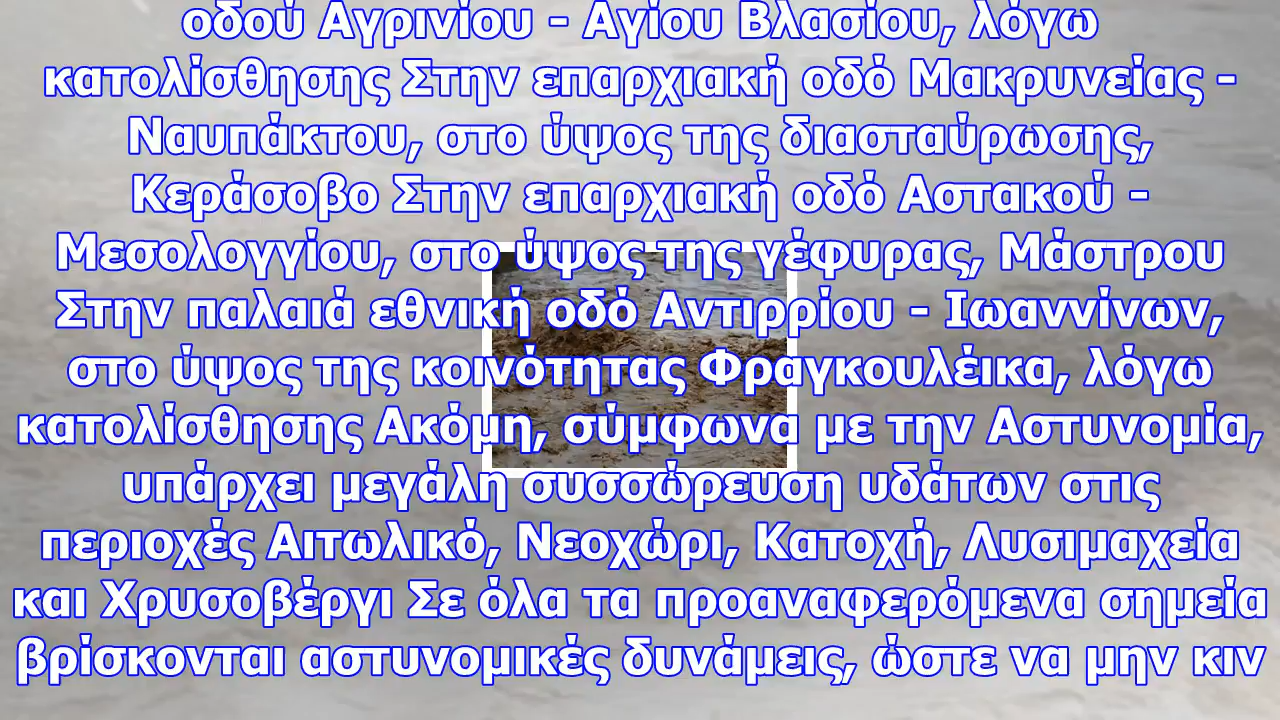 οδού Αγρινίου - Αγίου Βλασίου, λόγω
κατολίσθησης Στην επαρχιακή οδό Μακρυνείας -
Ναυπάκτου, στο ύψος της διασταύρωσης,
Κεράσοβο Στην επαρχιακή οδό Αστακού -
Μεσολογγίου, στο ύψος της γέφυρας, Μάστρου
Στην παλαιά εθνική οδό Αντιρρίου - Ιωαννίνων,
στο ύψος της κοινότητας Φραγκουλέικα, λόγω
κατολίσθησης Ακόμη, σύμφωνα με την Αστυνομία,
υπάρχει μεγάλη συσσώρευση υδάτων στις
περιοχές Αιτωλικό, Νεοχώρι, Κατοχή, Λυσιμαχεία
και Χρυσοβέργι Σε όλα τα προαναφερόμενα σημεία
βρίσκονται αστυνομικές δυνάμεις, ώστε να μην κιν